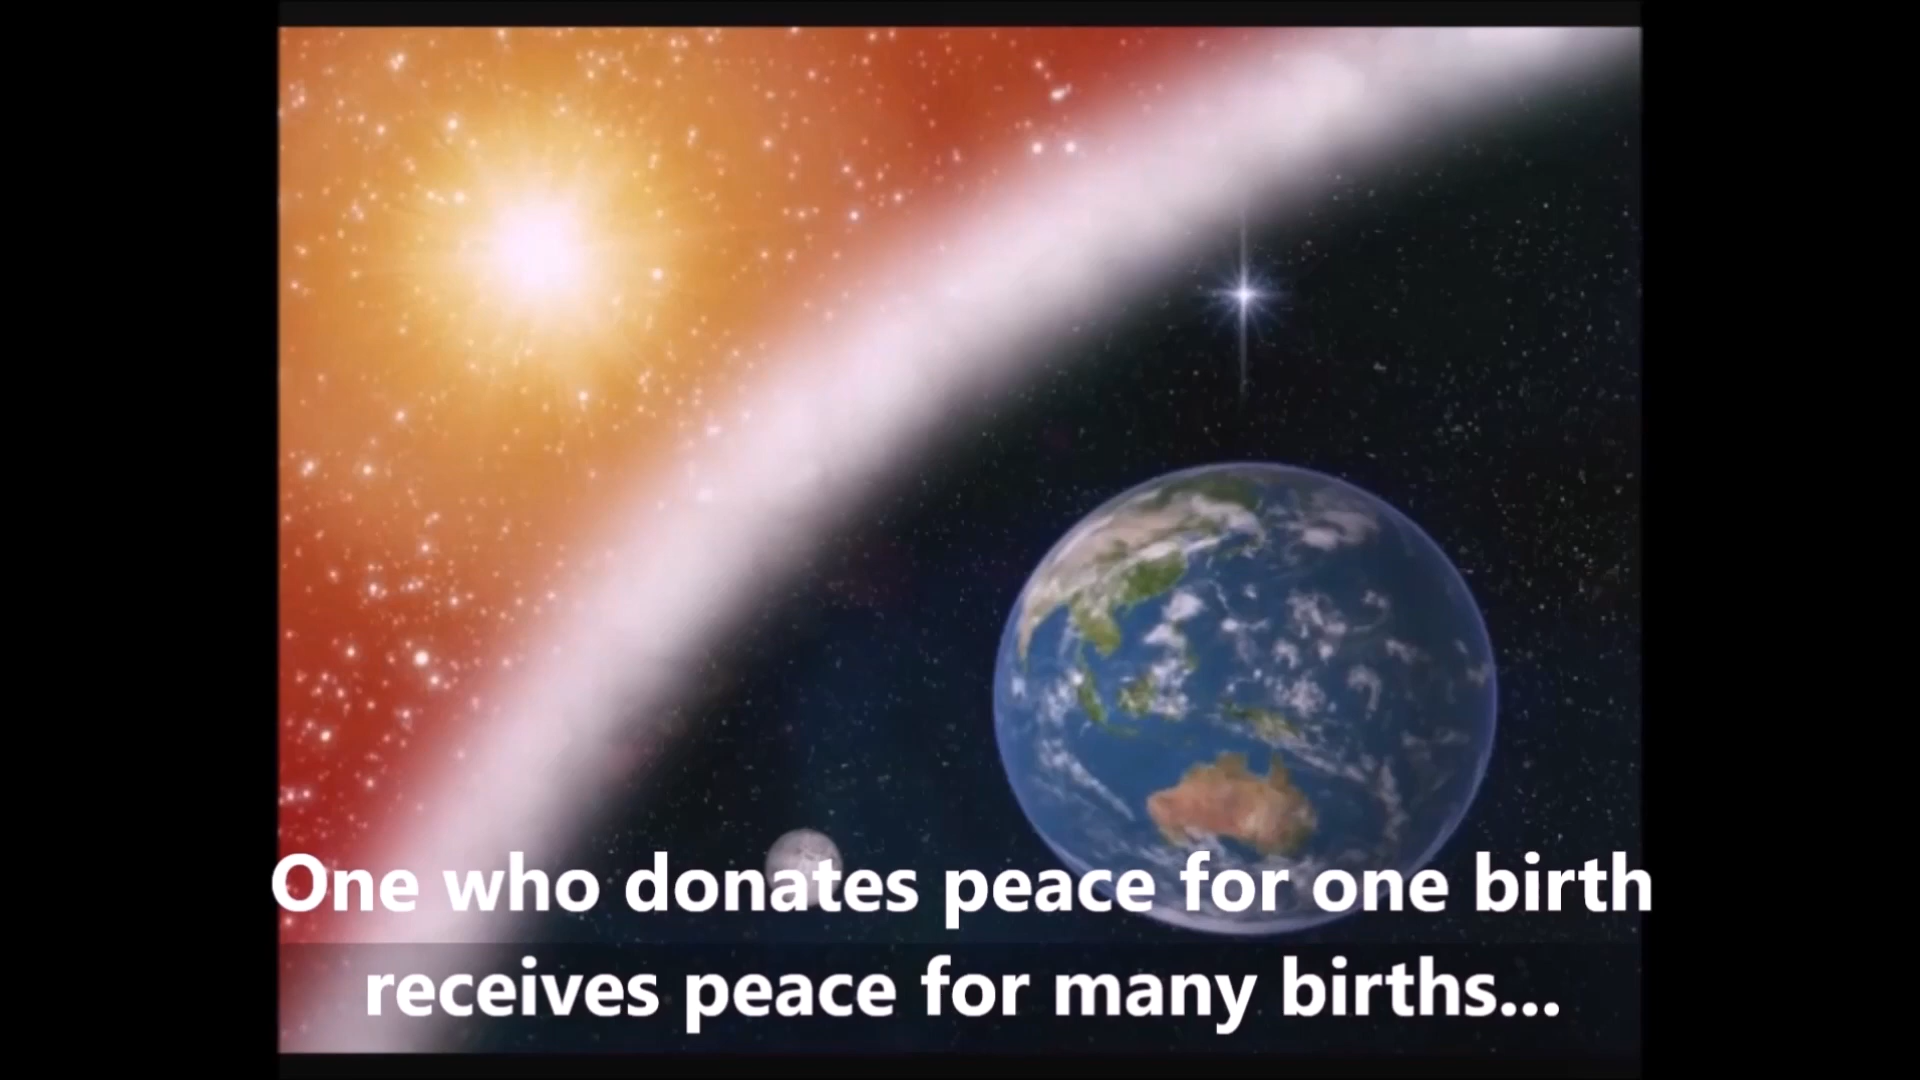 One who donates peace for one birth
receives peace for many births...